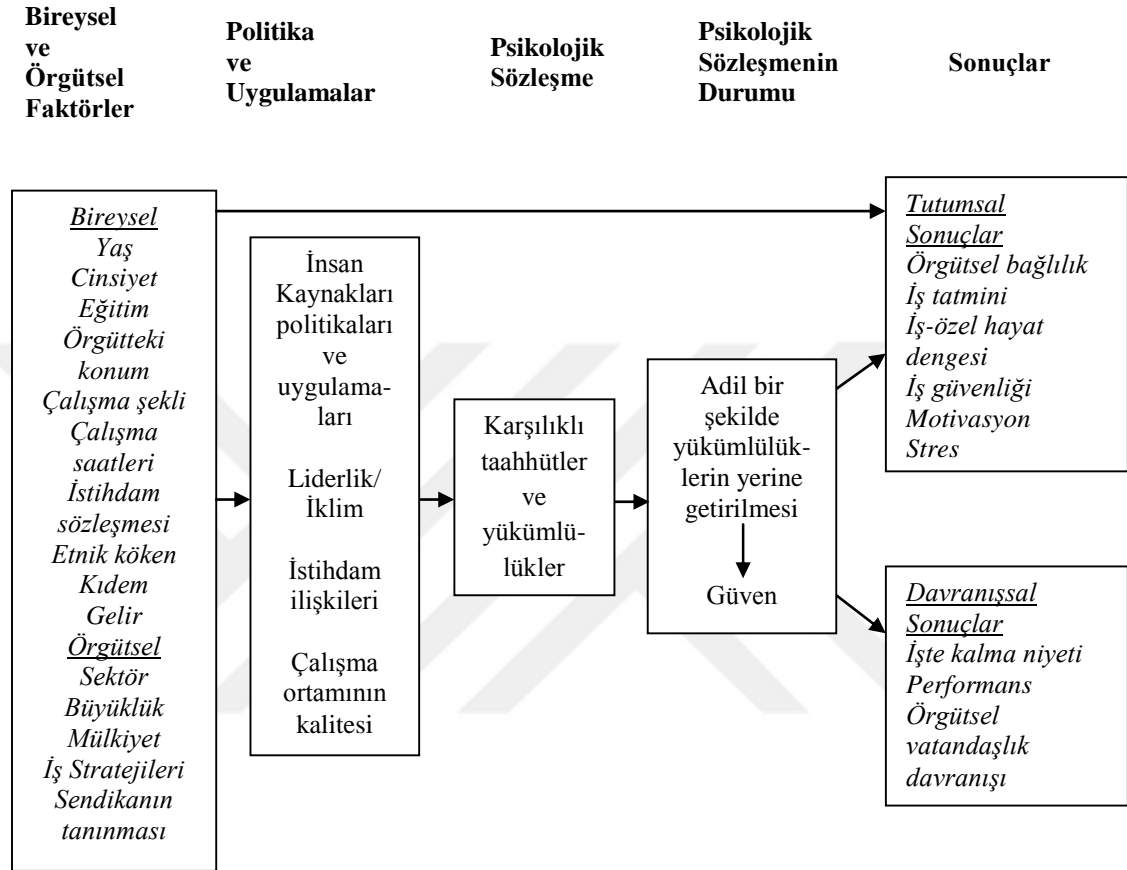 Bireysel
ve
Örgütsel
Faktörler
Politika
ve
Uygulamalar
Psikolojik
Sözleşme
Psikolojik
Sözleşmenin
Durumu
Sonuçlar
Bireysel
Yaş
Cinsiyet
Eğitim
Örgütteki
konum
Çalışma şekli
Çalışma
saatleri
İstihdam
sözleşmesi
Etnik köken
Kıdem
Gelir
Örgütsel
Sektör
Büyüklük
Mülkiyet
İş Stratejileri
Sendikanın
tanınması
İnsan
Kaynakları
politikaları
ve
uygulama-
ları
Liderlik/
İklim
İstihdam
ilişkileri
Çalışma
ortamının
kalitesi
Karşılıklı
taahhütler
ve
yükümlü-
lükler
Adil bir
şekilde
yükümlülük-
lerin yerine
getirilmesi
Güven
Tutumsal
Sonuçlar
Örgütsel bağlılık
İş tatmini
İş-özel hayat
dengesi
İş güvenliği
Motivasyon
Stres
Davranışsal
Sonuçlar
İşte kalma niyeti
Performans
Örgütsel
vatandaşlık
davranışı